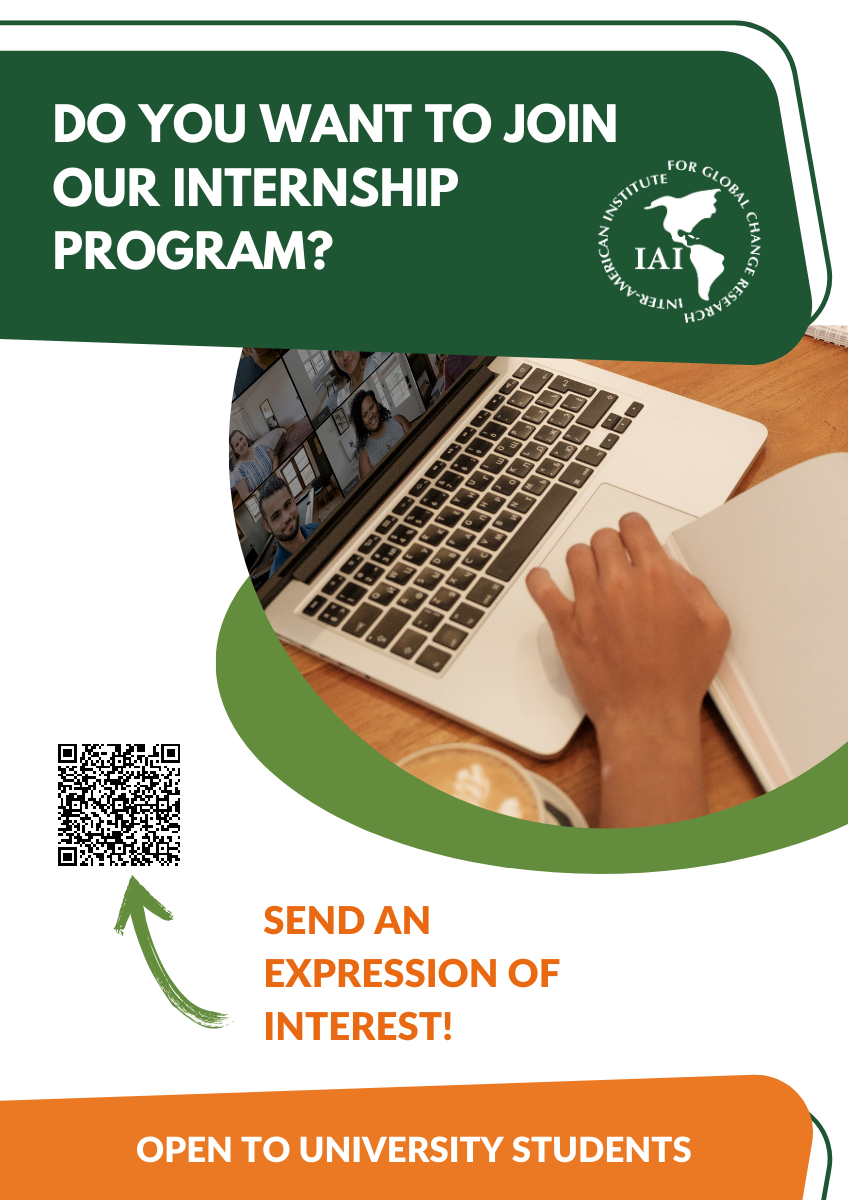 DO YOU WANT TO JOIN
OUR INTERNSHIP
PROGRAM?
INTER-AMERICAN INSTITUTE FOR GLOBAL CHANGE RESEARCH
IAI
SEND AN
EXPRESSION OF
INTEREST!
OPEN TO UNIVERSITY STUDENTS